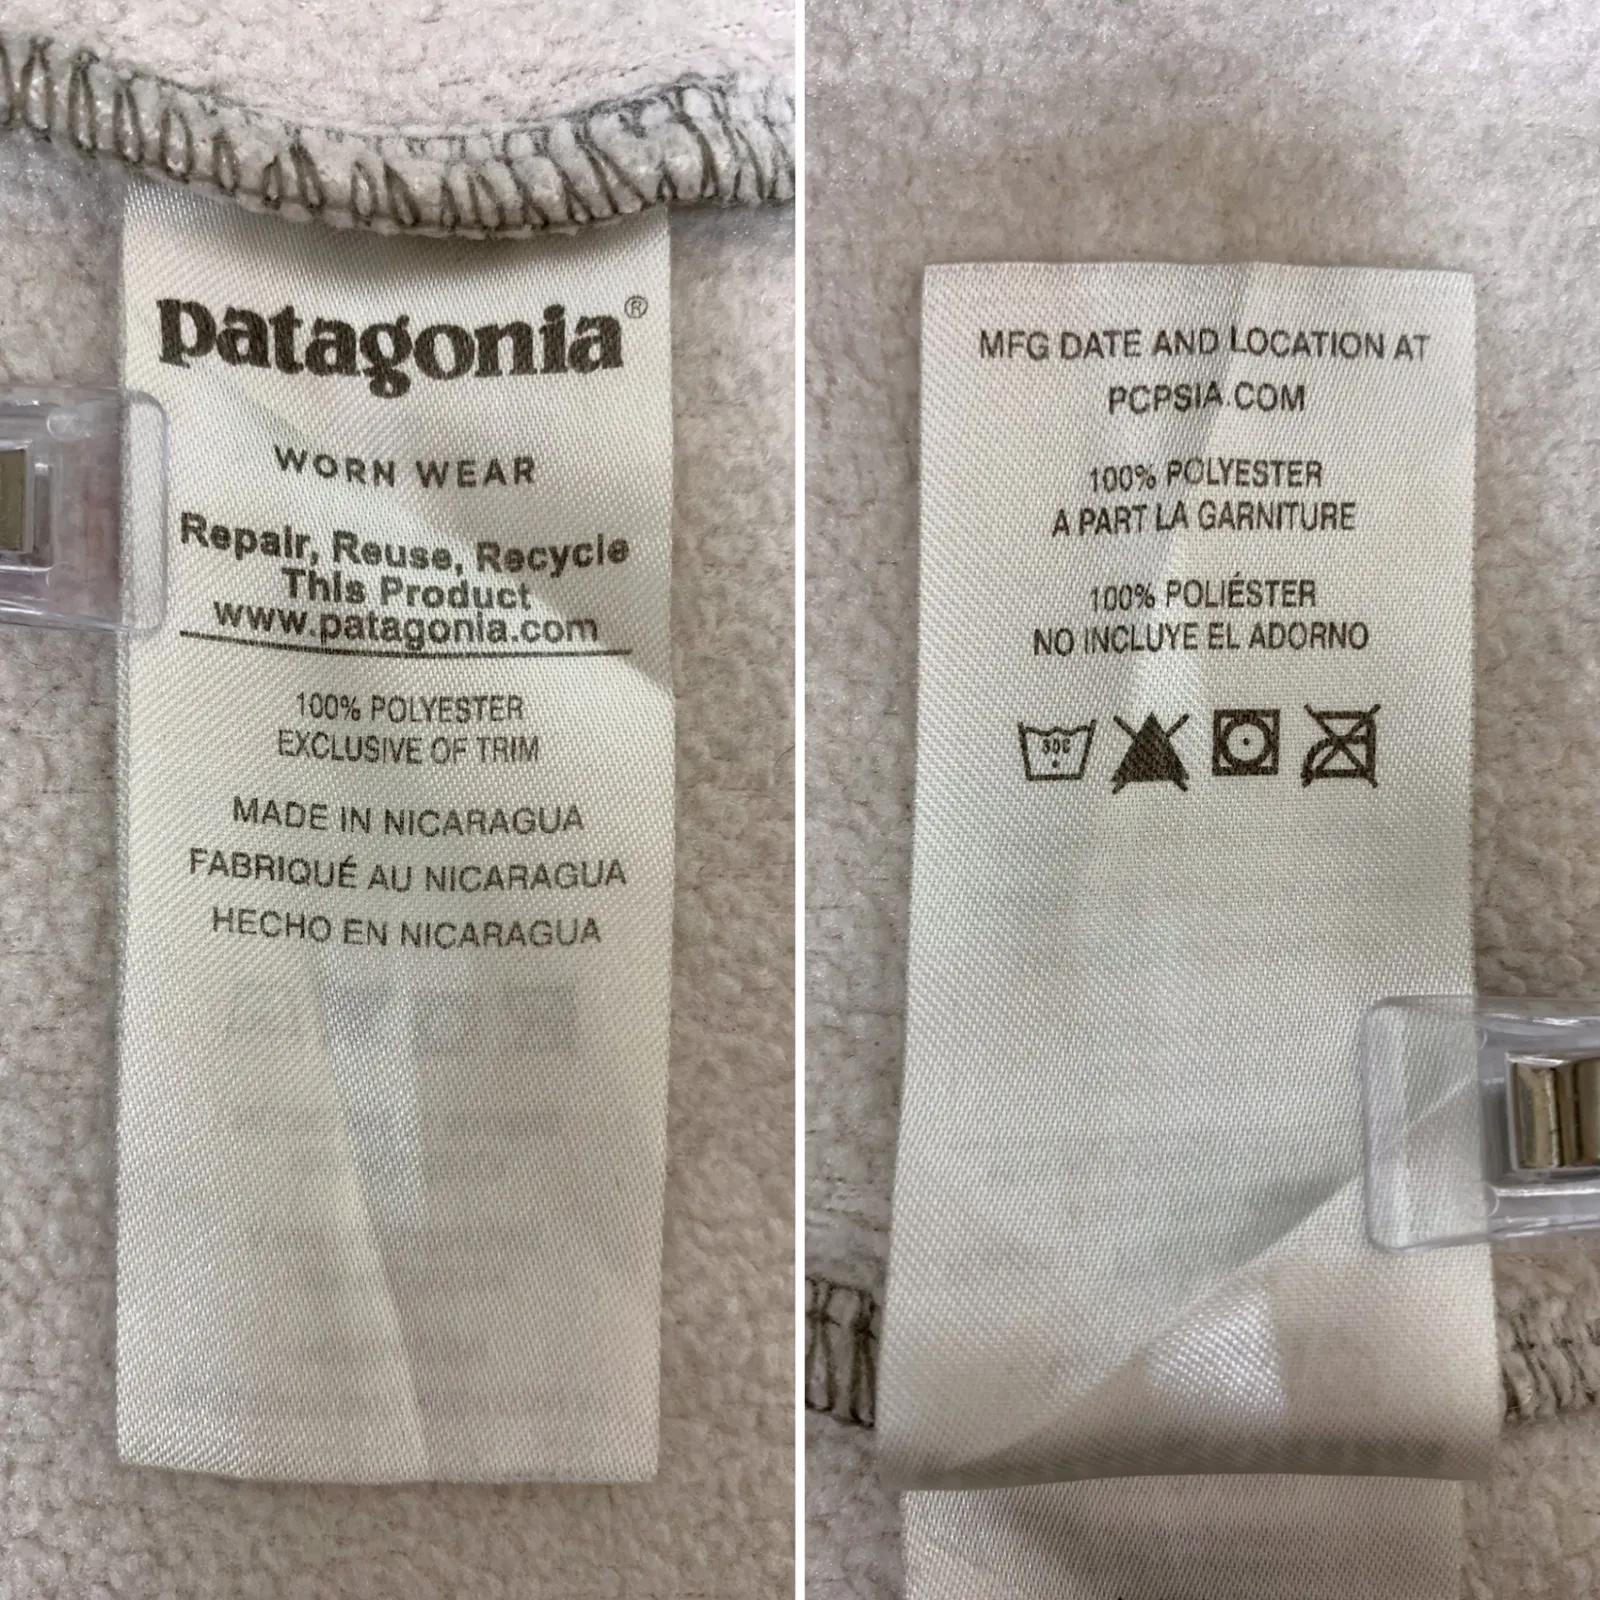 patagonia®
WORN WEAR
Repair, Reuse, Recycle
This Product
www.patagonia.com
100% POLYESTER
EXCLUSIVE OF TRIM
MADE IN NICARAGUA
FABRIQUÉ AU NICARAGUA
HECHO EN NICARAGUA
MFG DATE AND LOCATION AT
PCPSIA.COM
100% POLYESTER
A PART LA GARNITURE
100% POLIÉSTER
NO INCLUYE EL ADORNO
30C